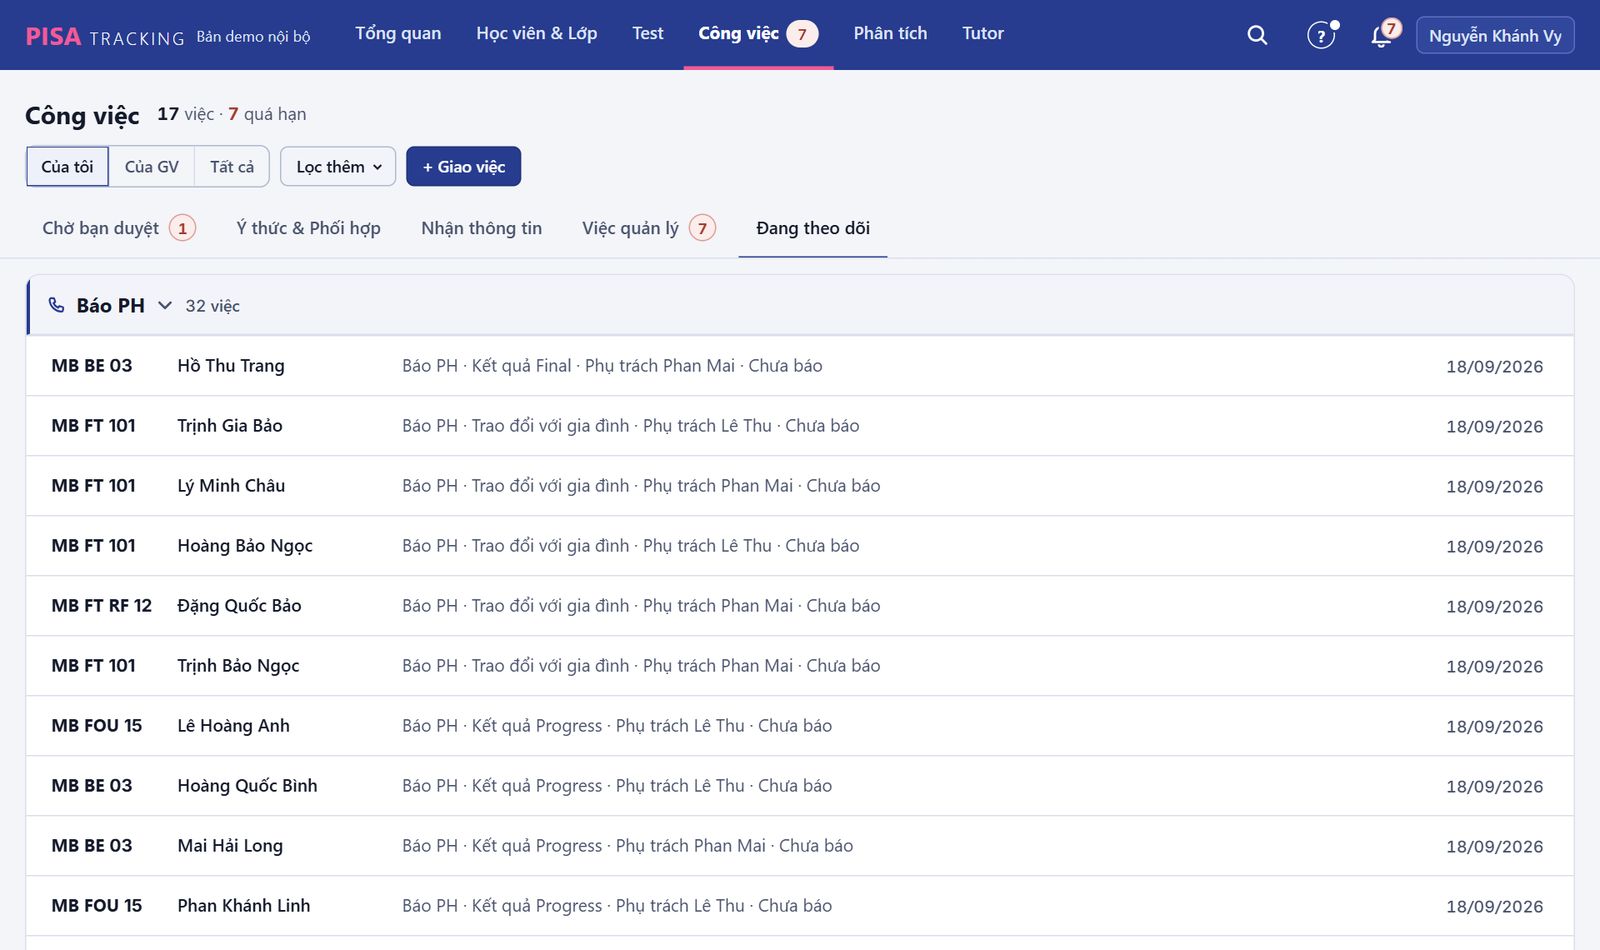 PISA TRACKING Bản demo nội bộ Tổng quan Học viên & Lớp Test Công việc 7 Phân tích Tutor ? 7 Nguyễn Khánh Vy
Công việc 17 việc · 7 quá hạn
Của tôi Của GV Tất cả Lọc thêm + Giao việc
Chờ bạn duyệt 1 Ý thức & Phối hợp Nhận thông tin Việc quản lý 7 Đang theo dõi
Báo PH 32 việc
MB BE 03 Hồ Thu Trang Báo PH · Kết quả Final · Phụ trách Phan Mai · Chưa báo 18/09/2026
MB FT 101 Trịnh Gia Bảo Báo PH · Trao đổi với gia đình · Phụ trách Lê Thu · Chưa báo 18/09/2026
MB FT 101 Lý Minh Châu Báo PH · Trao đổi với gia đình · Phụ trách Phan Mai · Chưa báo 18/09/2026
MB FT 101 Hoàng Bảo Ngọc Báo PH · Trao đổi với gia đình · Phụ trách Lê Thu · Chưa báo 18/09/2026
MB FT RF 12 Đặng Quốc Bảo Báo PH · Trao đổi với gia đình · Phụ trách Phan Mai · Chưa báo 18/09/2026
MB FT 101 Trịnh Bảo Ngọc Báo PH · Trao đổi với gia đình · Phụ trách Phan Mai · Chưa báo 18/09/2026
MB FOU 15 Lê Hoàng Anh Báo PH · Kết quả Progress · Phụ trách Lê Thu · Chưa báo 18/09/2026
MB BE 03 Hoàng Quốc Bình Báo PH · Kết quả Progress · Phụ trách Lê Thu · Chưa báo 18/09/2026
MB BE 03 Mai Hải Long Báo PH · Kết quả Progress · Phụ trách Phan Mai · Chưa báo 18/09/2026
MB FOU 15 Phan Khánh Linh Báo PH · Kết quả Progress · Phụ trách Lê Thu · Chưa báo 18/09/2026